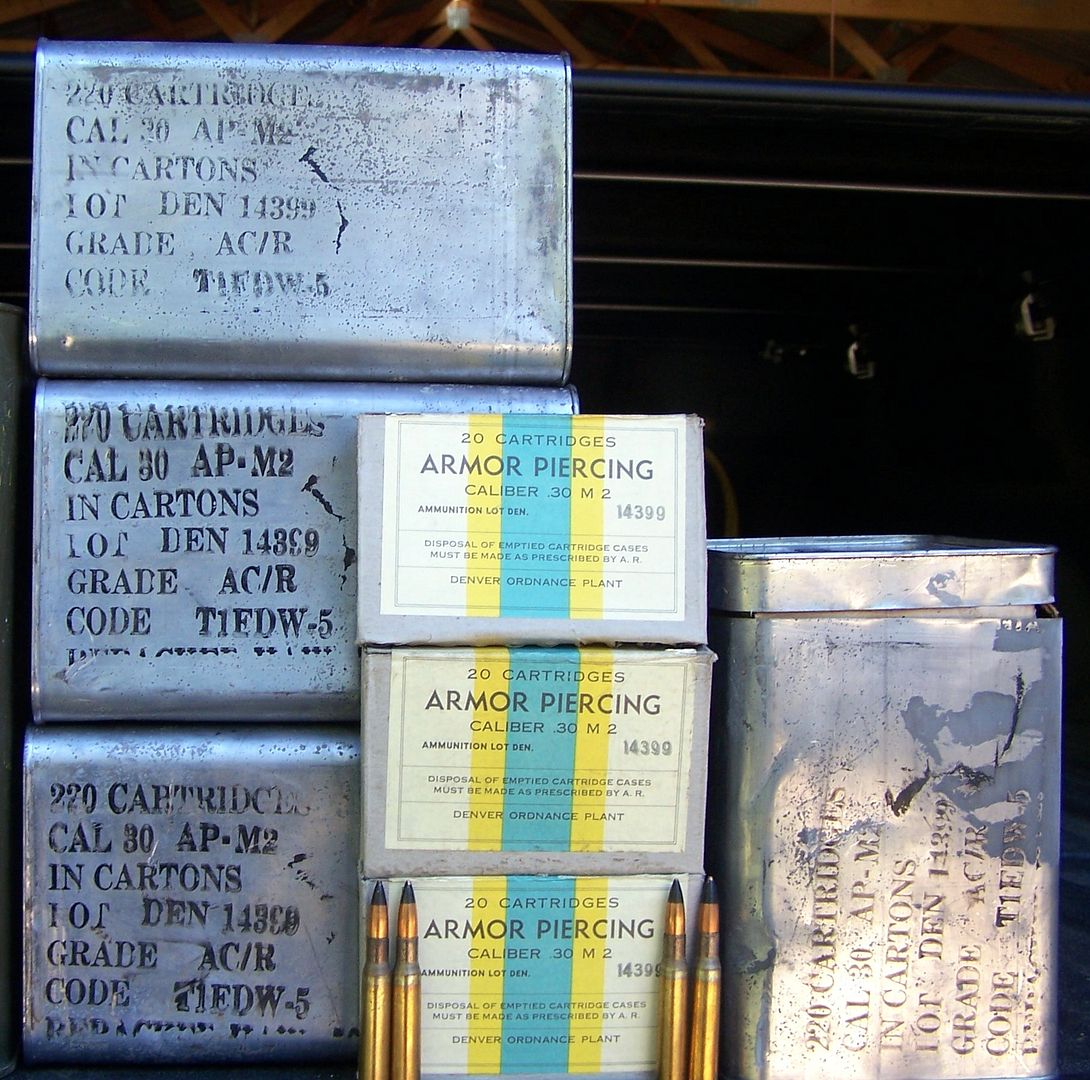 220 CARTRIDGES
CAL 30 AP-M2
IN CARTONS
LOT DEN 14399
GRADE AC/R
CODE T1FDW-5
220 CARTRIDGES
CAL 30 AP-M2
IN CARTONS
LOT DEN 14399
GRADE AC/R
CODE T1FDW-5
220 CARTRIDGES
CAL 30 AP-M2
IN CARTONS
LOT DEN 14399
GRADE AC/R
CODE T1FDW-5
20 CARTRIDGES
ARMOR PIERCING
CALIBER .30 M 2
AMMUNITION LOT DEN. 14399
DISPOSAL OF EMPTIED CARTRIDGE CASES
MUST BE MADE AS PRESCRIBED BY A. R.
DENVER ORDNANCE PLANT
20 CARTRIDGES
ARMOR PIERCING
CALIBER .30 M 2
AMMUNITION LOT DEN. 14399
DISPOSAL OF EMPTIED CARTRIDGE CASES
MUST BE MADE AS PRESCRIBED BY A. R.
DENVER ORDNANCE PLANT
20 CARTRIDGES
ARMOR PIERCING
CALIBER .30 M 2
AMMUNITION LOT DEN. 14399
DISPOSAL OF EMPTIED CARTRIDGE CASES
MUST BE MADE AS PRESCRIBED BY A. R.
DENVER ORDNANCE PLANT
220 CARTRIDGES
CAL 30 AP-M2
IN CARTONS
LOT DEN 14399
GRADE AC/R
CODE T1FDW-5